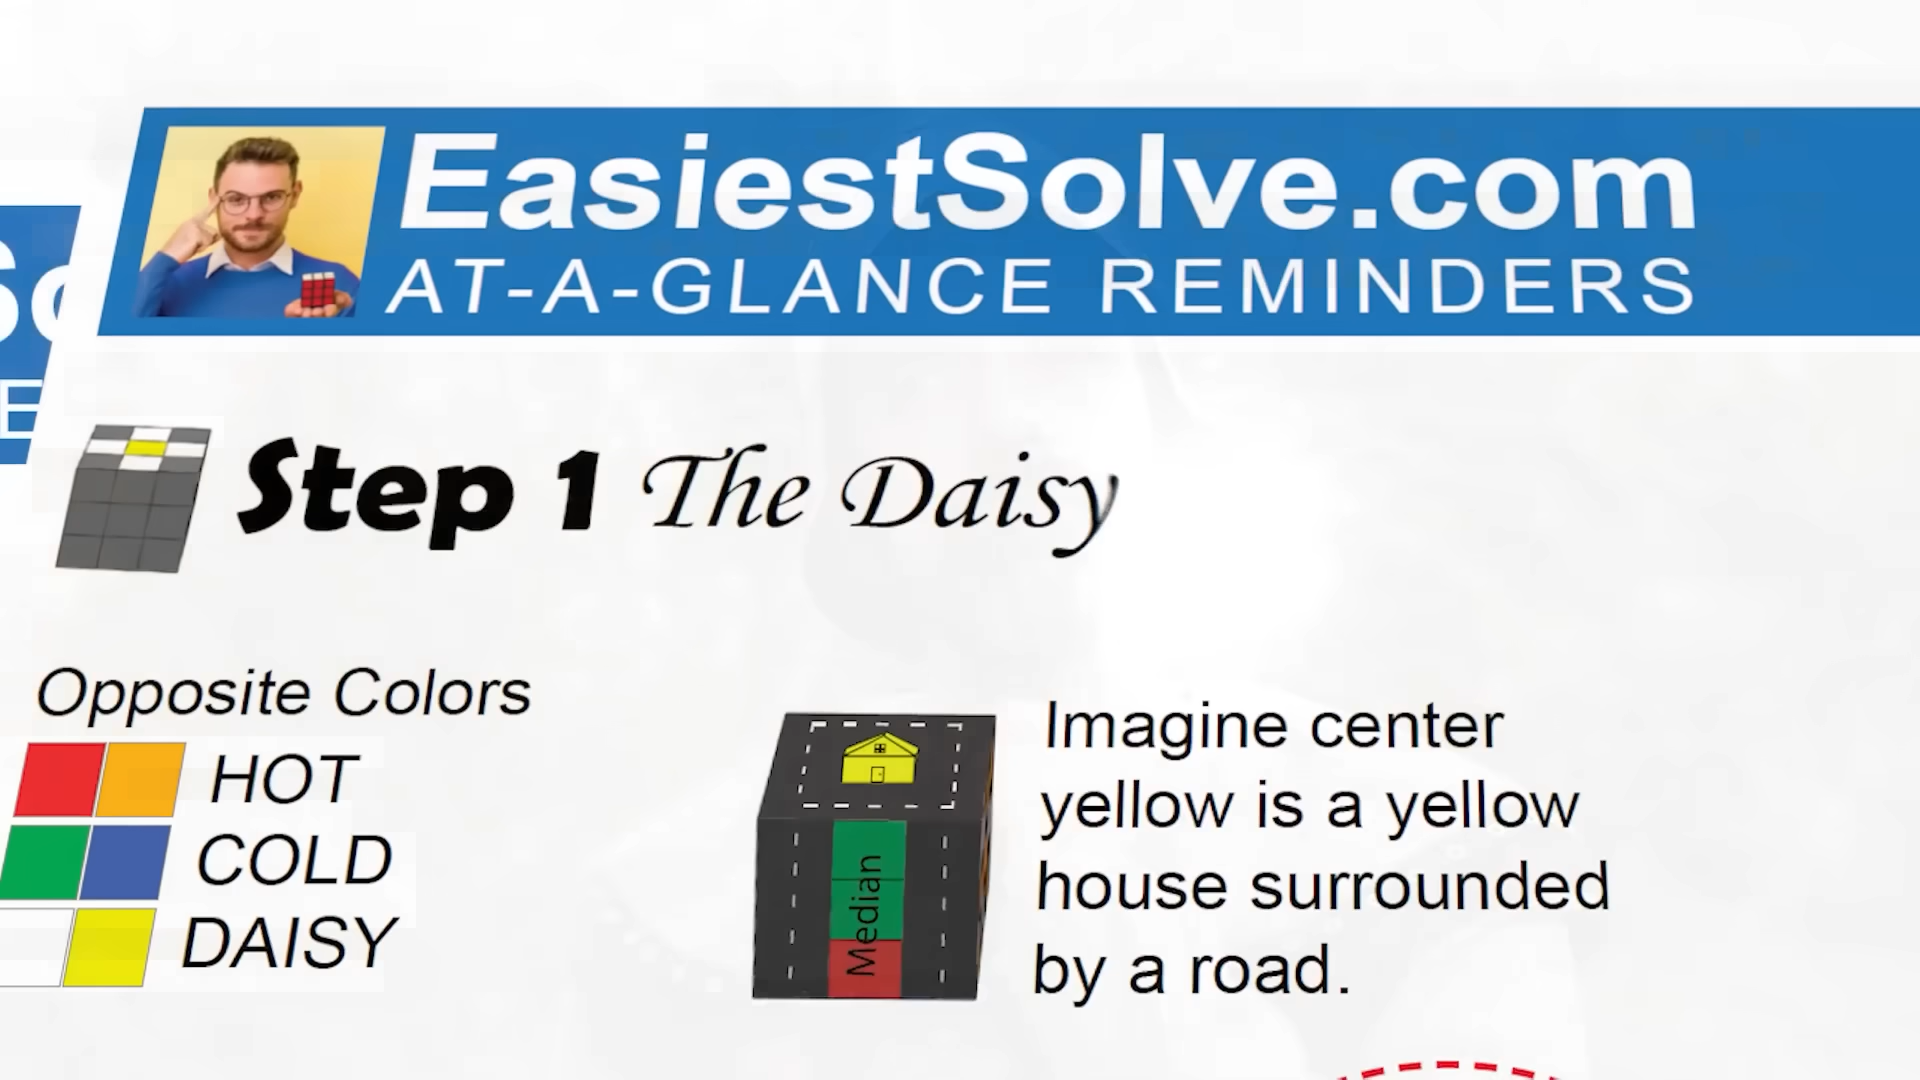 EasiestSolve.com
AT-A-GLANCE REMINDERS
Step 1 The Daisy
Opposite Colors
HOT
COLD
DAISY
Median
Imagine center
yellow is a yellow
house surrounded
by a road.